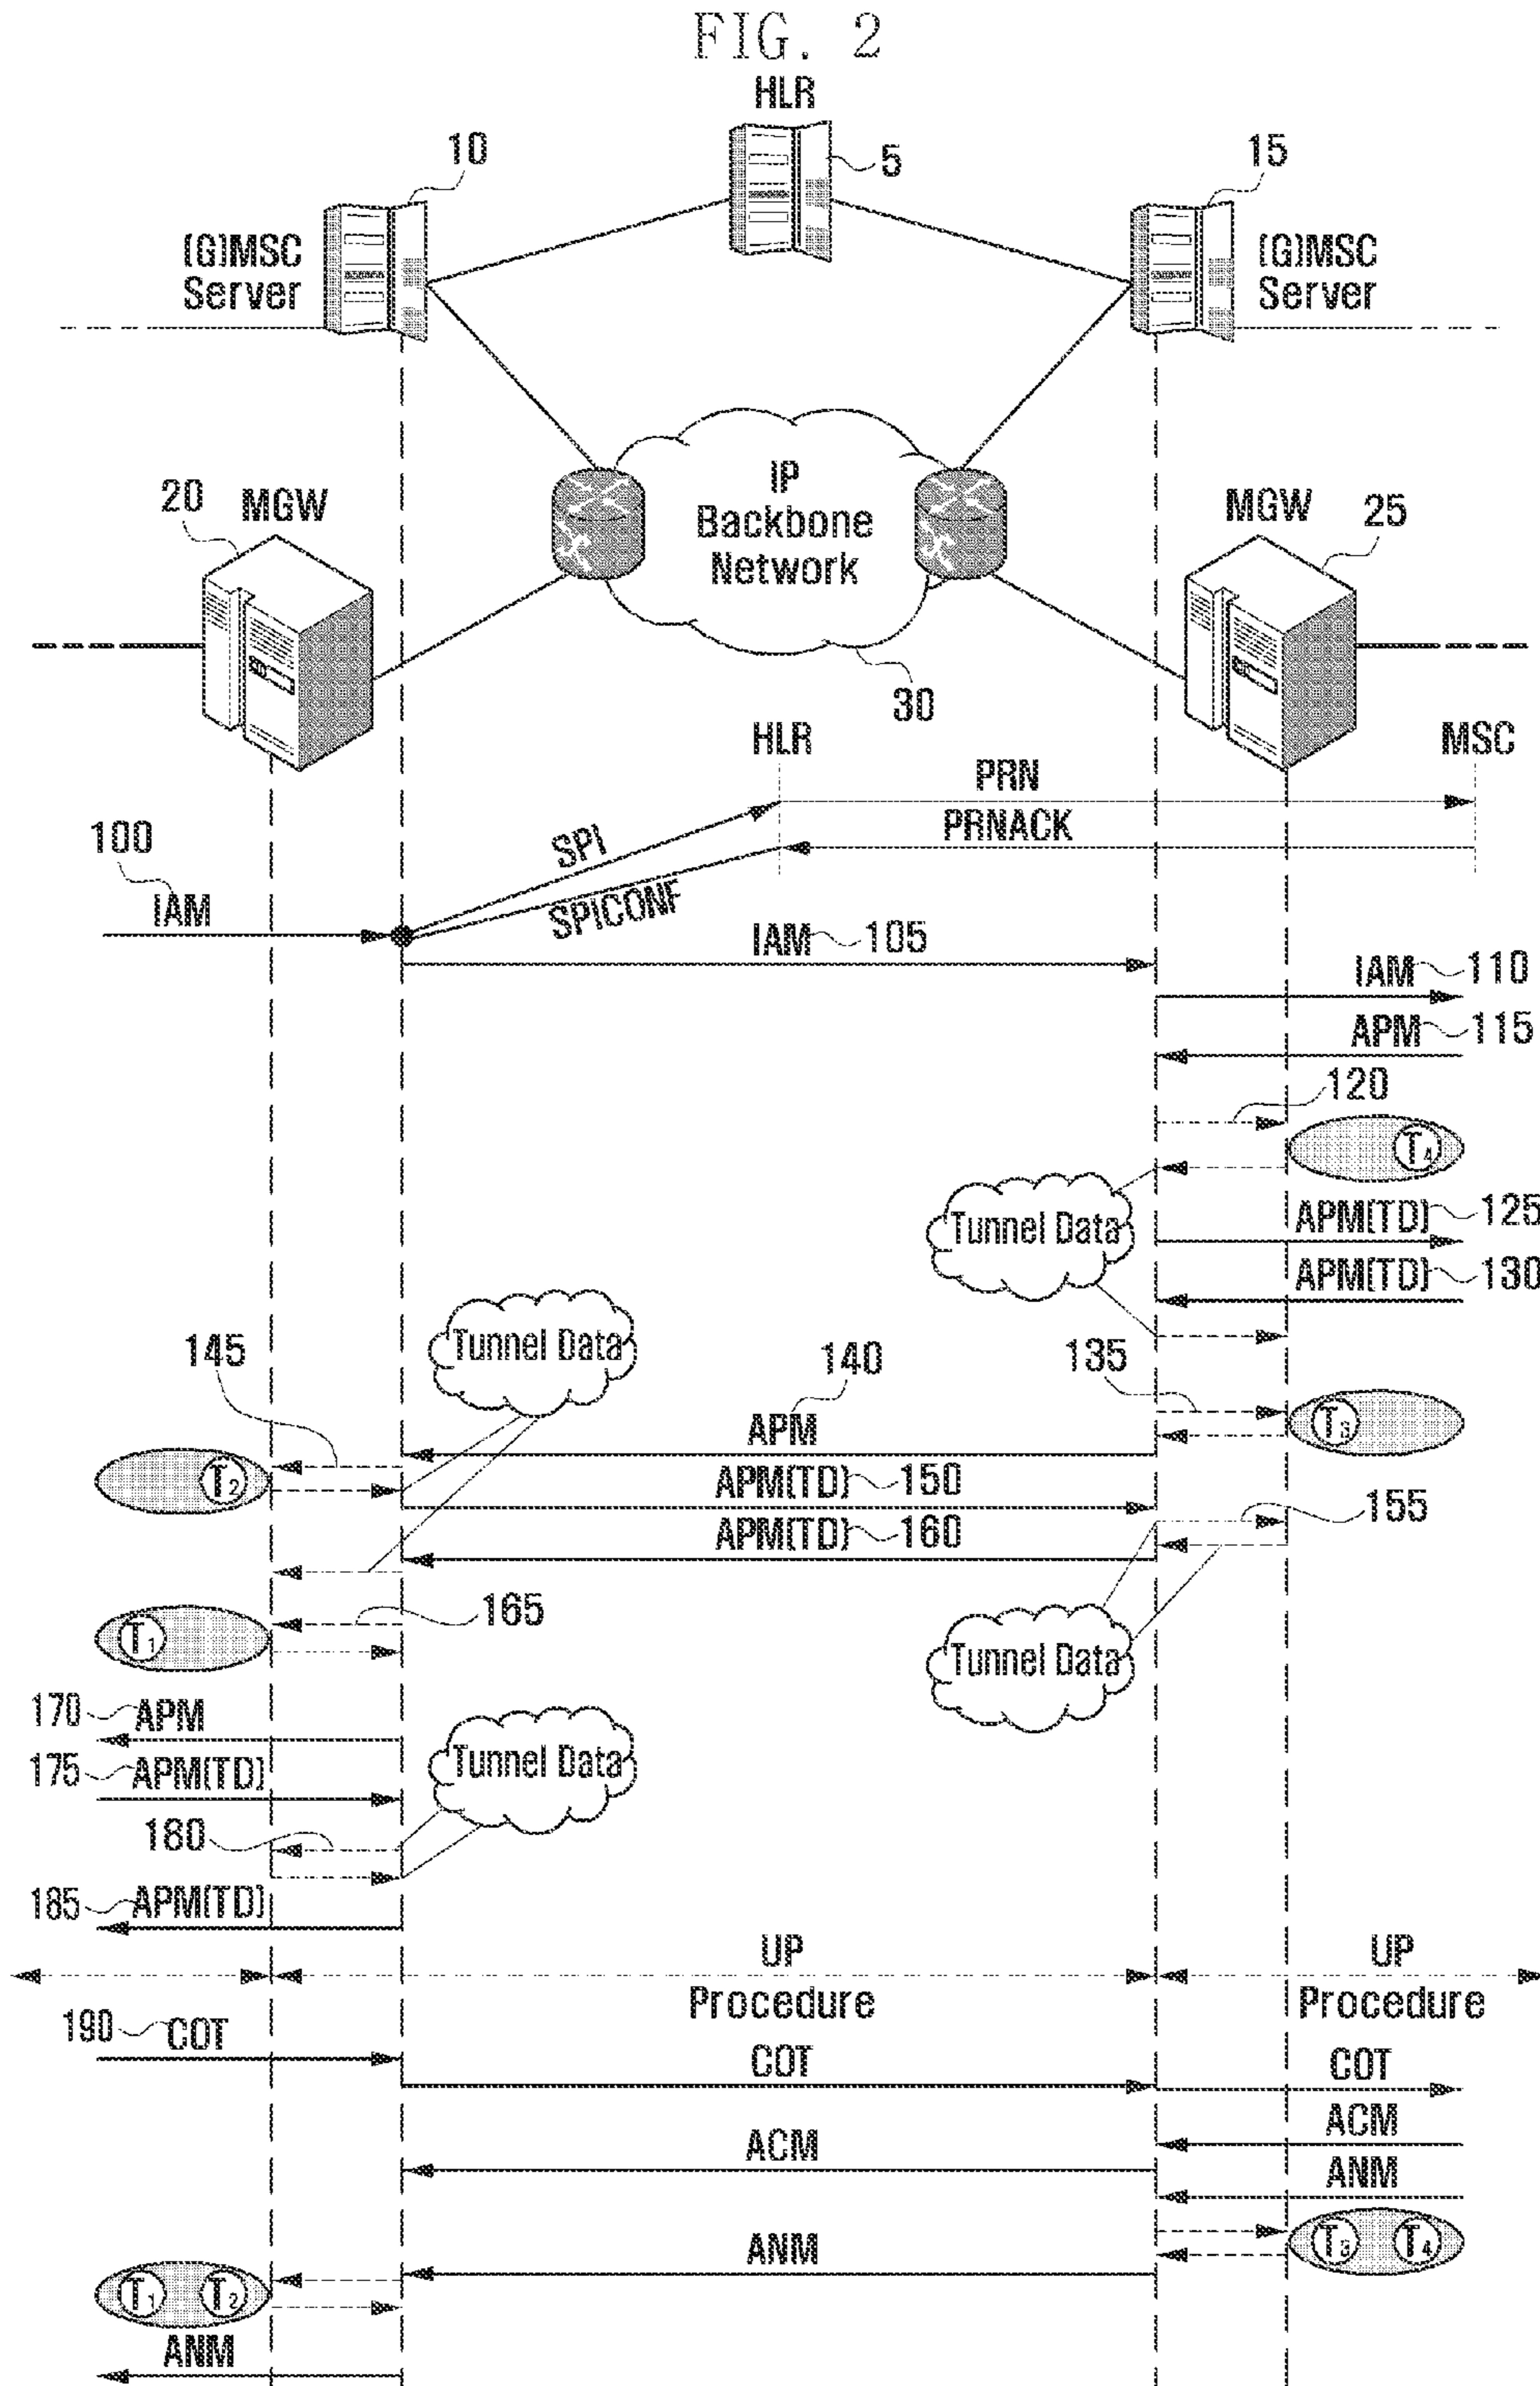 FIG. 2
HLR
10
5
15
(G)MSC
Server
(G)MSC
Server
IP
Backbone
Network
20
MGW
MGW
25
30
HLR
MSC
PRN
PRNACK
100
SPI
SPICONF
IAM
IAM 105
IAM 110
APM 115
120
T4
Tunnel Data
APM(TD) 125
APM(TD) 130
Tunnel Data
145
140
135
APM
T3
T2
APM(TD) 150
155
APM(TD) 160
165
T1
Tunnel Data
170 APM
Tunnel Data
175 APM(TD)
180
185 APM(TD)
UP
Procedure
UP
Procedure
190 COT
COT
COT
ACM
ACM
ANM
ANM
T3 T4
T1 T2
ANM